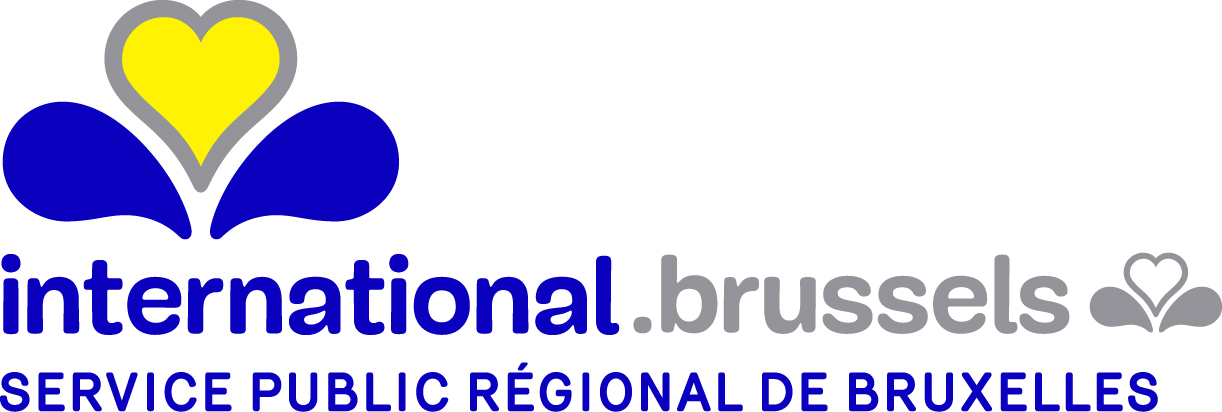 international.brussels
SERVICE PUBLIC RÉGIONAL DE BRUXELLES